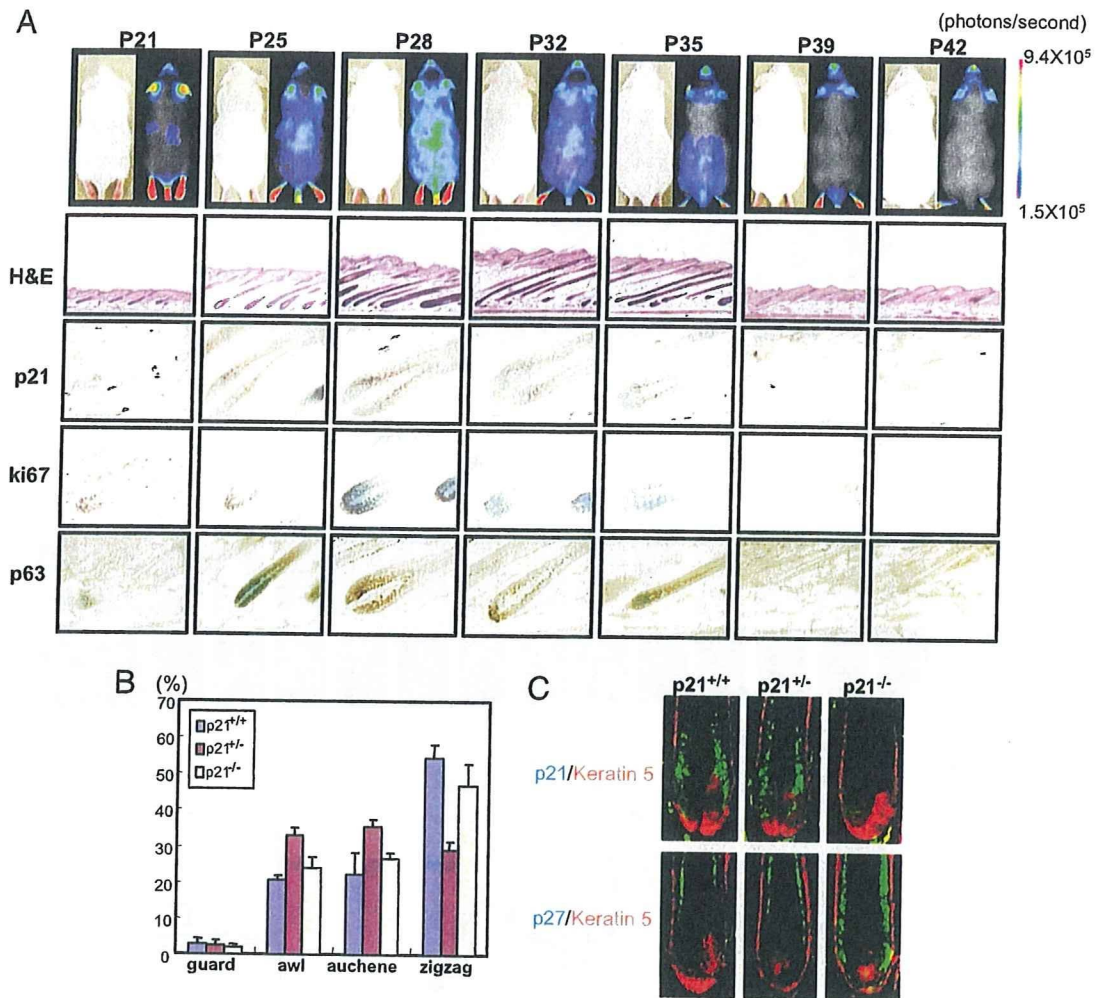 A
(photons/second)
P21 P25 P28 P32 P35 P39 P42
9.4X10⁵
1.5X10⁵
H&E
p21
ki67
p63
B (%)
70
60
50
40
30
20
10
0
p21+/+
p21+/-
p21-/-
guard awl auchene zigzag
C
p21+/+ p21+/- p21-/-
p21/Keratin 5
p27/Keratin 5